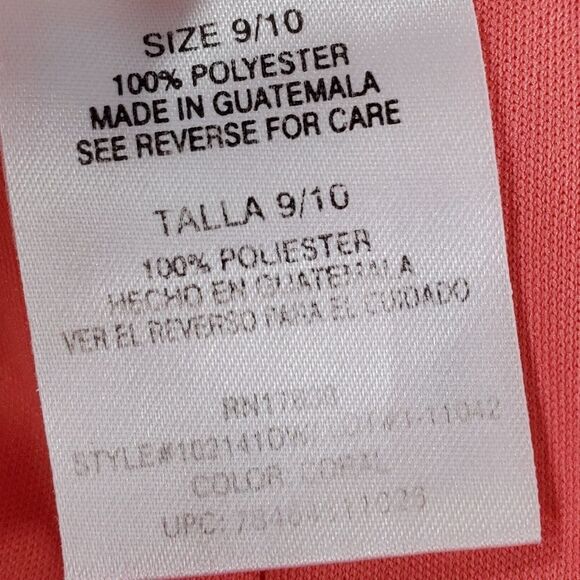 SIZE 9/10
100% POLYESTER
MADE IN GUATEMALA
SEE REVERSE FOR CARE
TALLA 9/10
100% POLIESTER
HECHO EN GUATEMALA
VER EL REVERSO PARA EL CUIDADO
COLOR: CORAL
UPC: